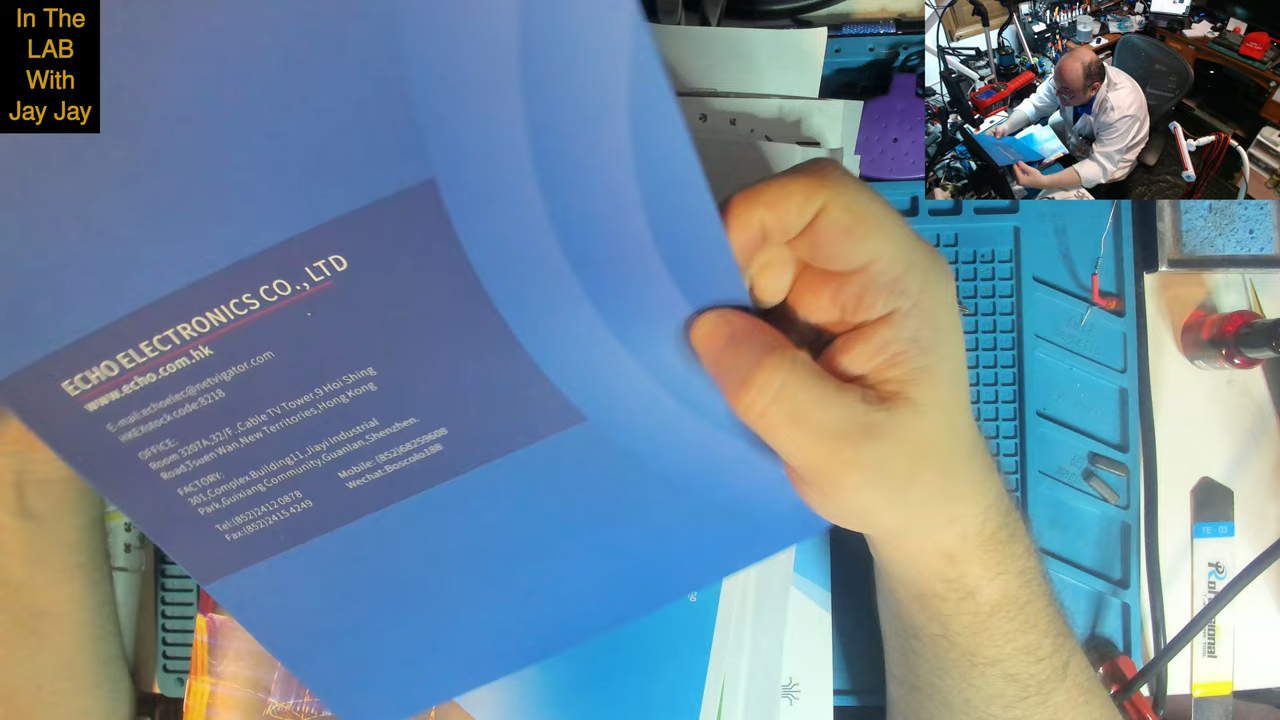 In The
LAB
With
Jay Jay
ECHO ELECTRONICS CO.,LTD
www.echo.com.hk
E-mail:echoelec@netvigator.com
HKEXstock code:8218
OFFICE:
Room 3207A,32/F.,Cable TV Tower,9 Hoi Shing
Road,Tsuen Wan,New Territories,Hong Kong
FACTORY:
301,Complex Building11,Jiayi Industrial
Park,Guixiang Community,Guanlan,Shenzhen.
Tel:(852)2412 0878
Mobile: (852)68259608
Fax:(852)2415 4249
FE-03